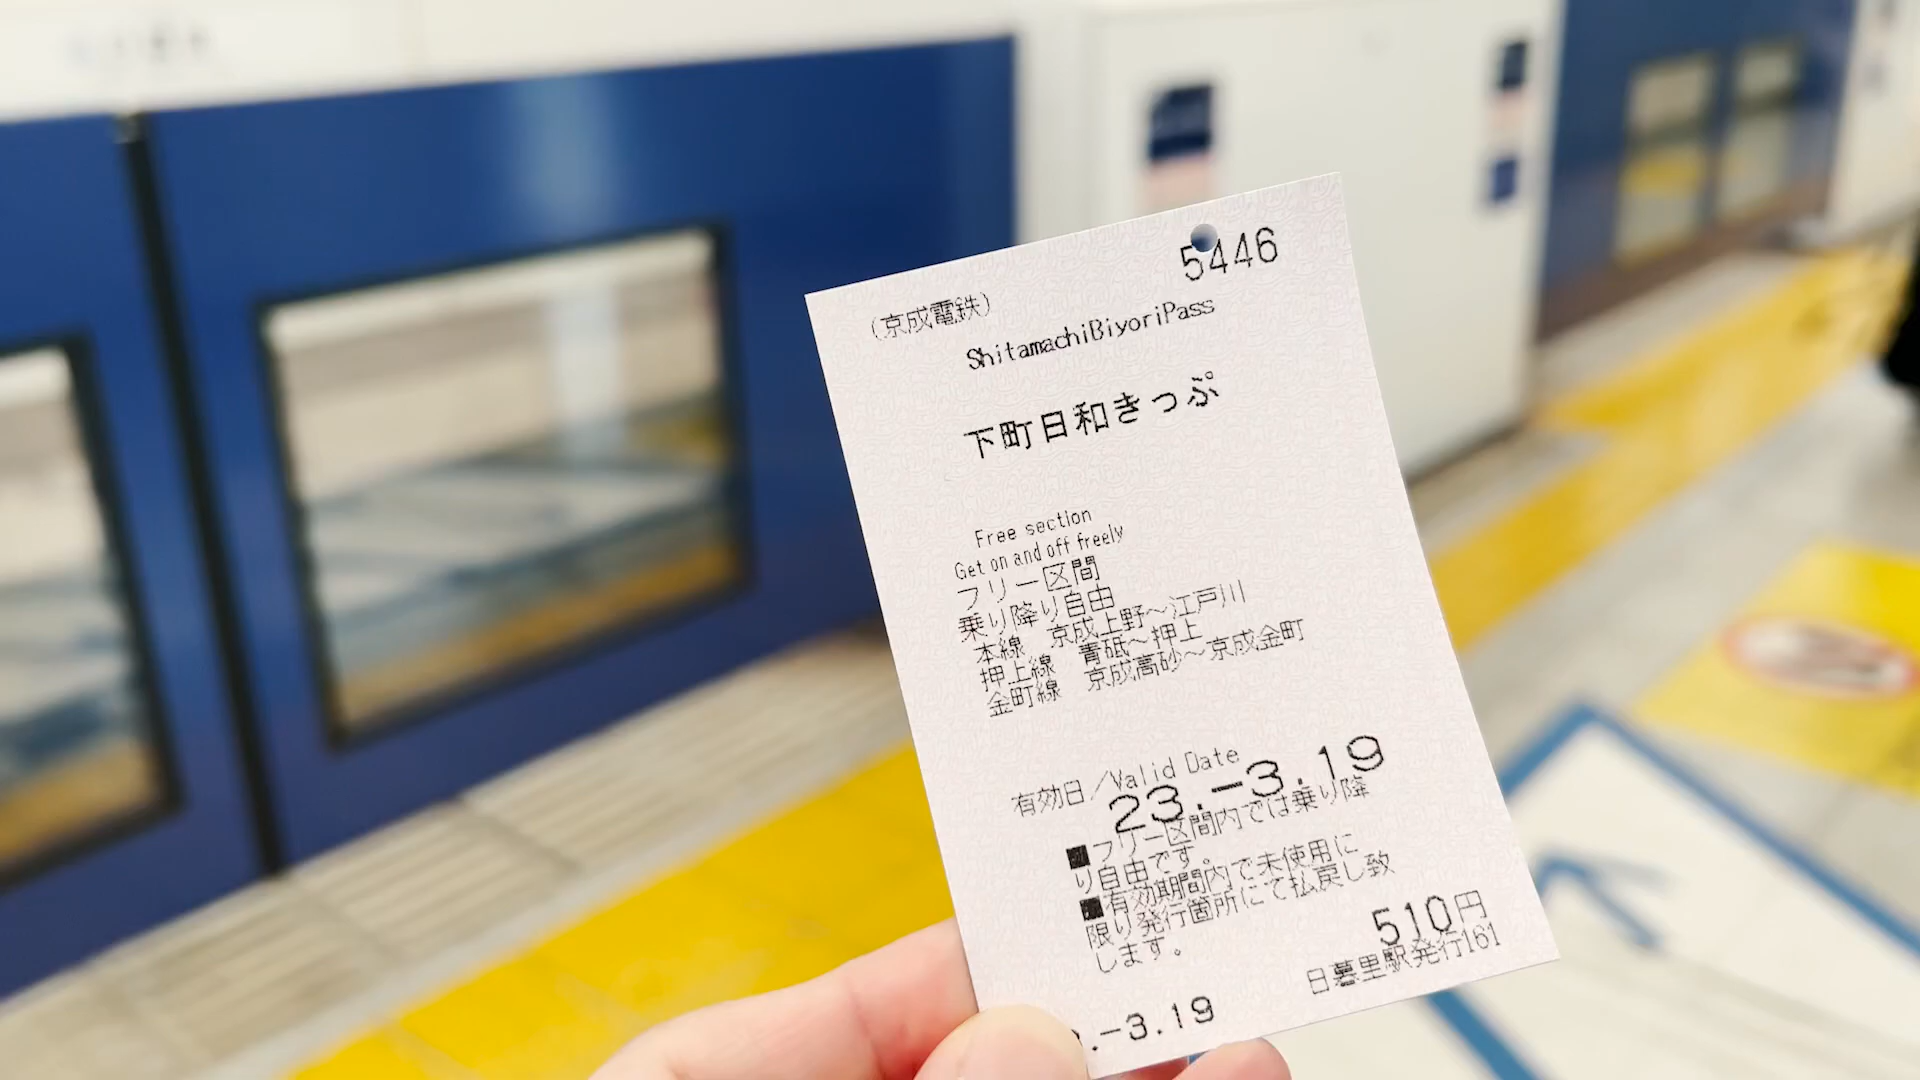 5446
(京成電鉄)
ShitamachiBiyoriPass
下町日和きっぷ
Free section
Get on and off freely
フリー区間
乗り降り自由
本線 京成上野〜江戸川
押上線 青砥〜押上
金町線 京成高砂〜京成金町
有効日/Valid Date
23.-3.19
■フリー区間内では乗り降
り自由です。
■有効期間内で未使用に
限り発行箇所にて払戻し致
します。
510円
日暮里駅発行161
.-3.19